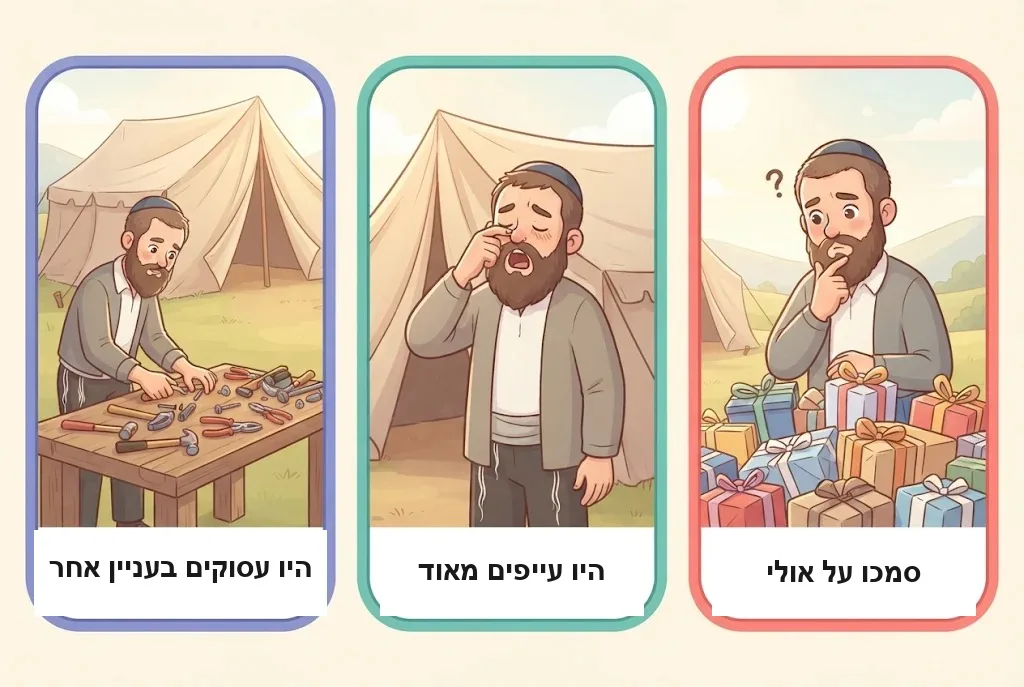 סמכו על אולי
היו עייפים מאוד
היו עסוקים בעניין אחר
?